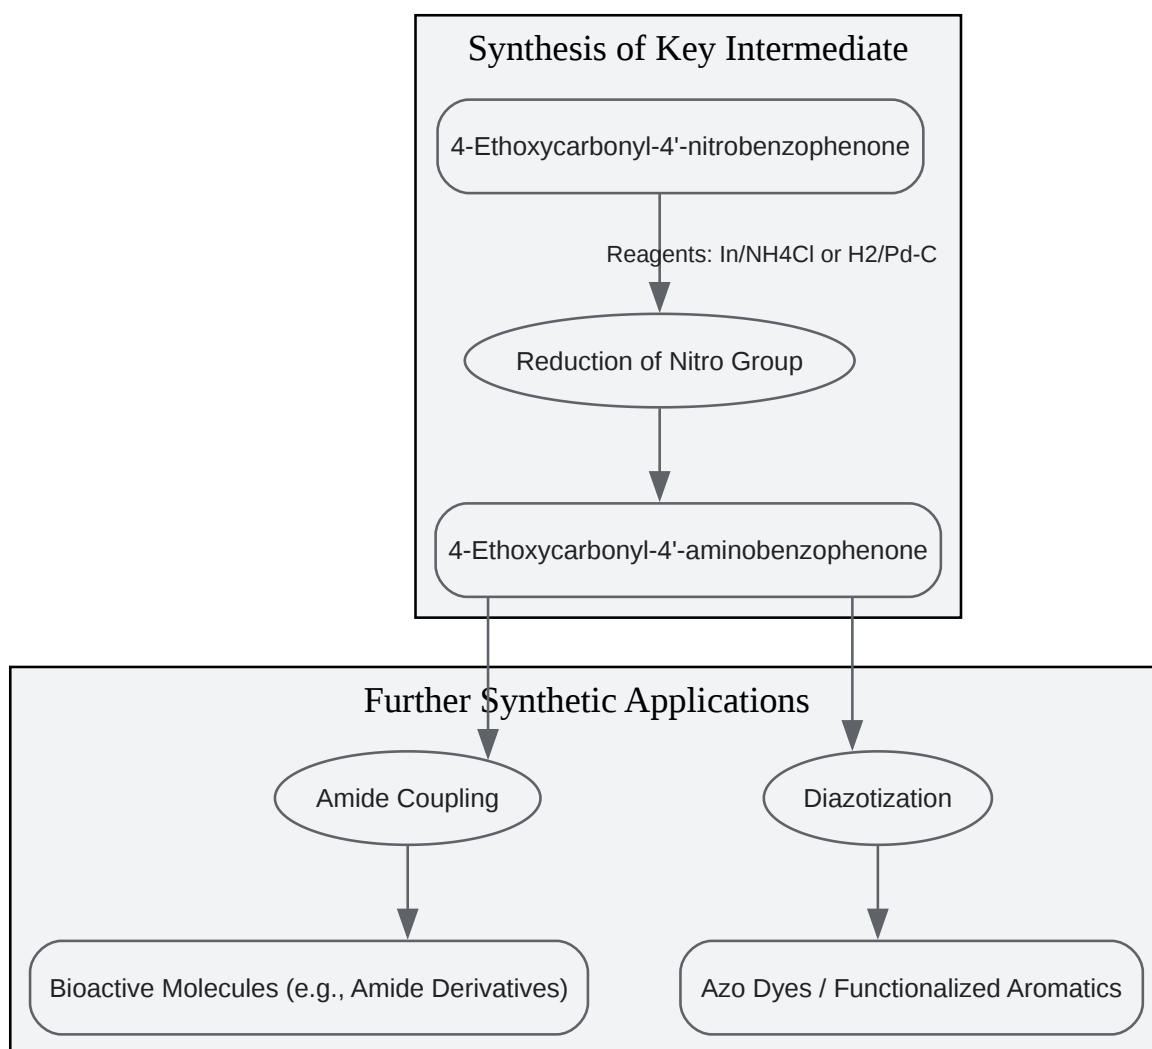 Synthesis of Key Intermediate
4-Ethoxycarbonyl-4'-nitrobenzophenone
Reagents: In/NH4Cl or H2/Pd-C
Reduction of Nitro Group
4-Ethoxycarbonyl-4'-aminobenzophenone
Further Synthetic Applications
Amide Coupling
Diazotization
Bioactive Molecules (e.g., Amide Derivatives)
Azo Dyes / Functionalized Aromatics